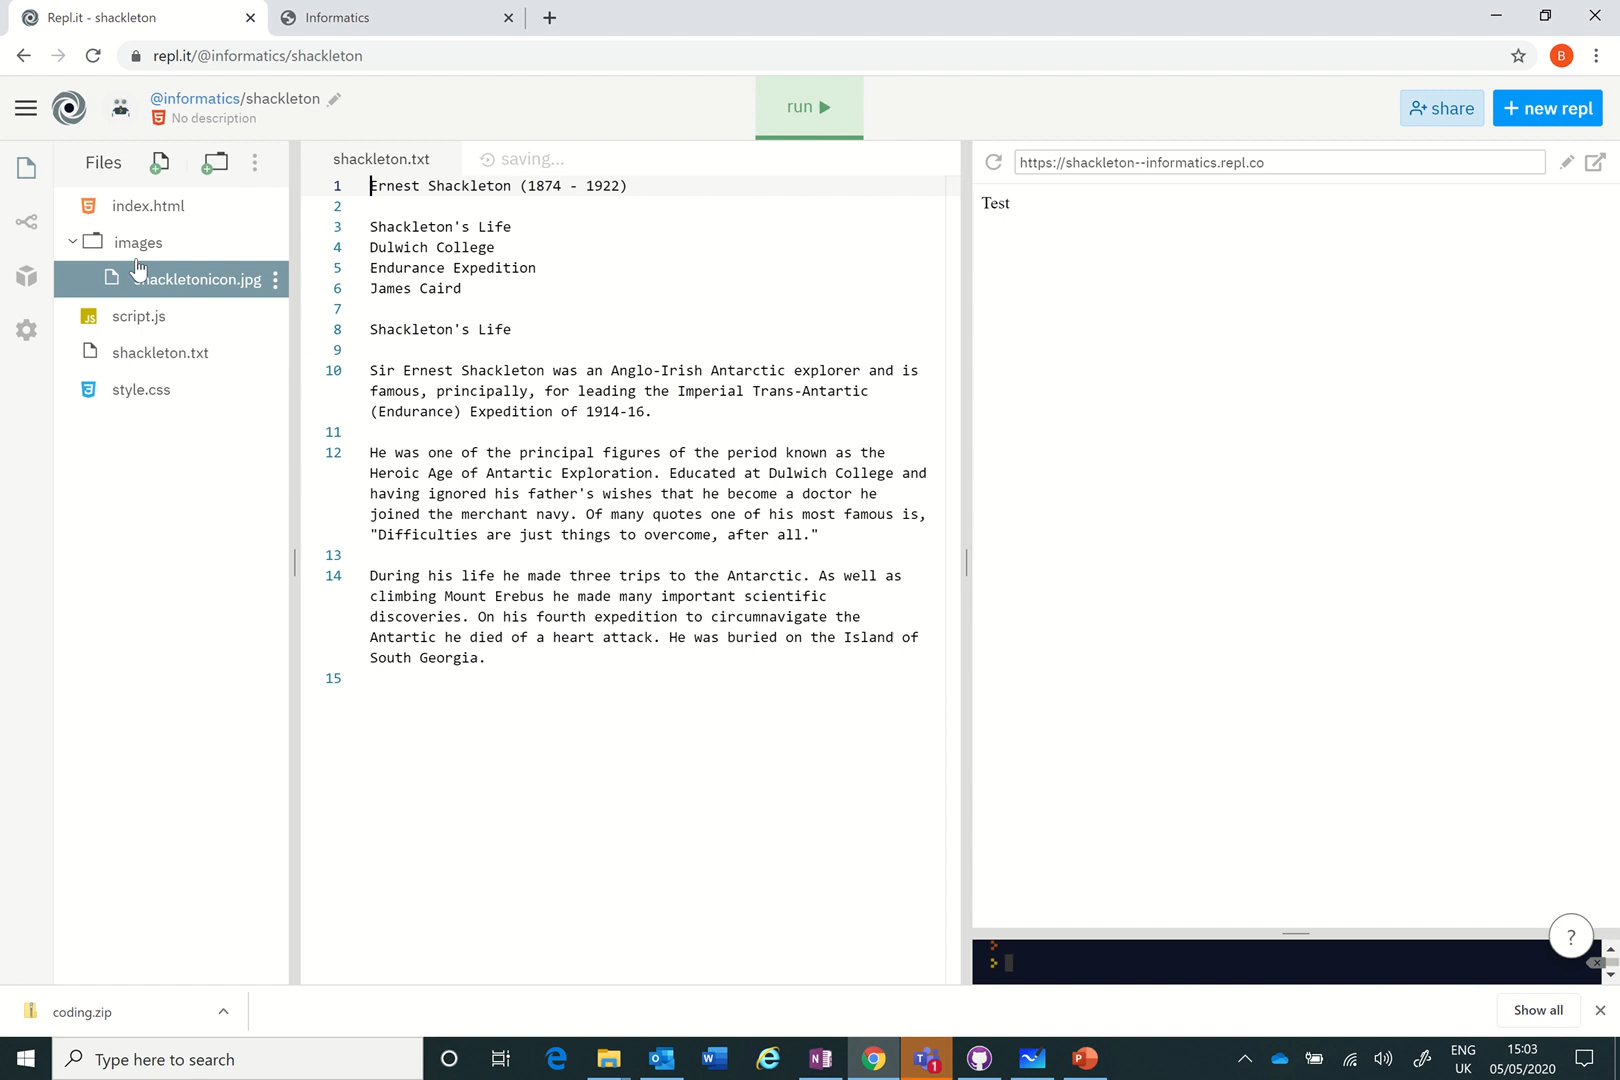 Repl.it - shackleton
Informatics
repl.it/@informatics/shackleton
B
@informatics/shackleton
No description
run
share
+ new repl
Files
shackleton.txt
saving...
https://shackleton--informatics.repl.co
index.html
images
shackletonicon.jpg
JS script.js
shackleton.txt
style.css
1 Ernest Shackleton (1874 - 1922)
2
3 Shackleton's Life
4 Dulwich College
5 Endurance Expedition
6 James Caird
7
8 Shackleton's Life
9
10 Sir Ernest Shackleton was an Anglo-Irish Antarctic explorer and is
famous, principally, for leading the Imperial Trans-Antartic
(Endurance) Expedition of 1914-16.
11
12 He was one of the principal figures of the period known as the
Heroic Age of Antartic Exploration. Educated at Dulwich College and
having ignored his father's wishes that he become a doctor he
joined the merchant navy. Of many quotes one of his most famous is,
"Difficulties are just things to overcome, after all."
13
14 During his life he made three trips to the Antarctic. As well as
climbing Mount Erebus he made many important scientific
discoveries. On his fourth expedition to circumnavigate the
Antartic he died of a heart attack. He was buried on the Island of
South Georgia.
15
Test
?
coding.zip
Show all
Type here to search
1
ENG
UK
15:03
05/05/2020